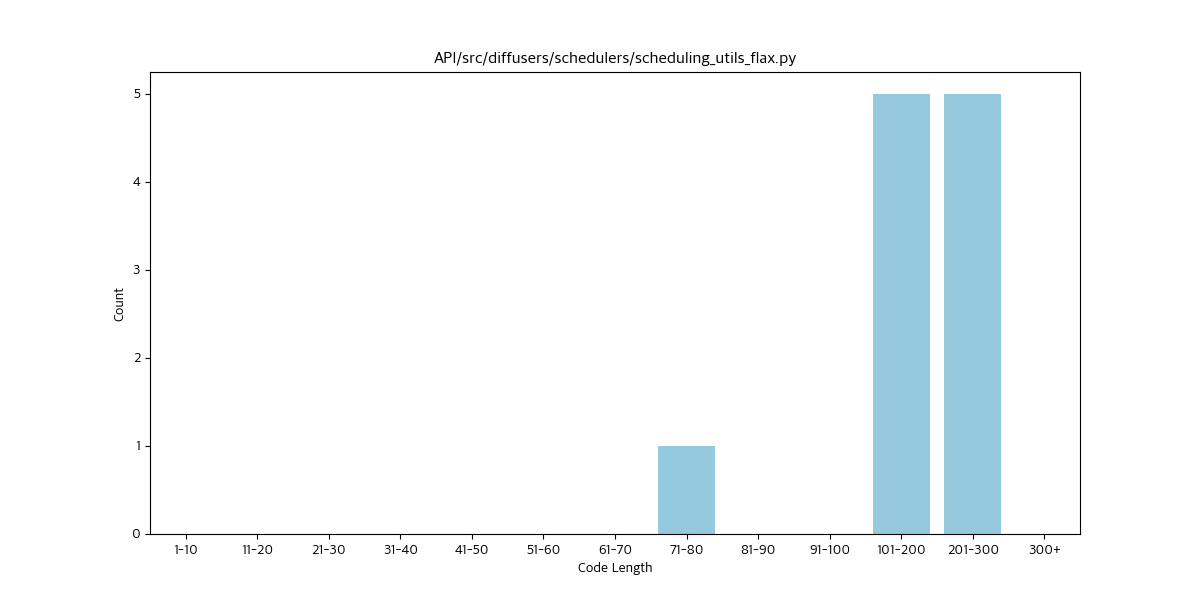 API/src/diffusers/schedulers/scheduling_utils_flax.py
5
4
3
2
1
0
Count
1-10 11-20 21-30 31-40 41-50 51-60 61-70 71-80 81-90 91-100 101-200 201-300 300+
Code Length